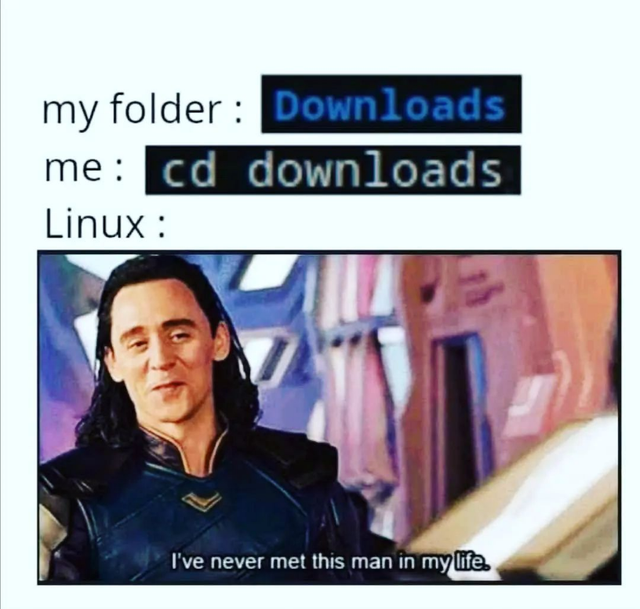 my folder : Downloads
me : cd downloads
Linux :
I've never met this man in my life.